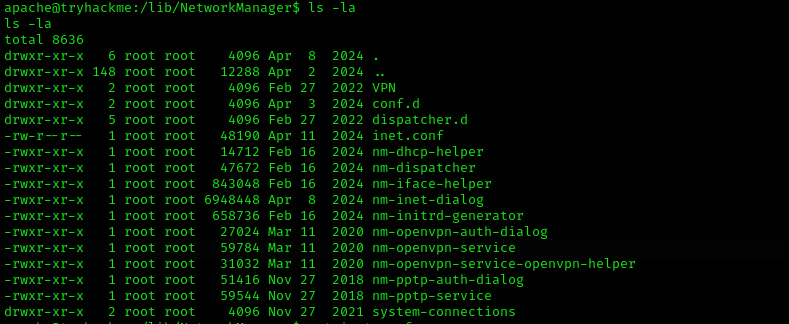 apache@tryhackme:/lib/NetworkManager$ ls -la
ls -la
total 8636
drwxr-xr-x   6 root root    4096 Apr  8  2024 .
drwxr-xr-x 148 root root   12288 Apr  2  2024 ..
drwxr-xr-x   2 root root    4096 Feb 27  2022 VPN
drwxr-xr-x   2 root root    4096 Apr  3  2024 conf.d
drwxr-xr-x   5 root root    4096 Feb 27  2022 dispatcher.d
-rw-r--r--   1 root root   48190 Apr 11  2024 inet.conf
-rwxr-xr-x   1 root root   14712 Feb 16  2024 nm-dhcp-helper
-rwxr-xr-x   1 root root   47672 Feb 16  2024 nm-dispatcher
-rwxr-xr-x   1 root root  843048 Feb 16  2024 nm-iface-helper
-rwxr-xr-x   1 root root 6948448 Apr  8  2024 nm-inet-dialog
-rwxr-xr-x   1 root root  658736 Feb 16  2024 nm-initrd-generator
-rwxr-xr-x   1 root root   27024 Mar 11  2020 nm-openvpn-auth-dialog
-rwxr-xr-x   1 root root   59784 Mar 11  2020 nm-openvpn-service
-rwxr-xr-x   1 root root   31032 Mar 11  2020 nm-openvpn-service-openvpn-helper
-rwxr-xr-x   1 root root   51416 Nov 27  2018 nm-pptp-auth-dialog
-rwxr-xr-x   1 root root   59544 Nov 27  2018 nm-pptp-service
drwxr-xr-x   2 root root    4096 Nov 27  2021 system-connections